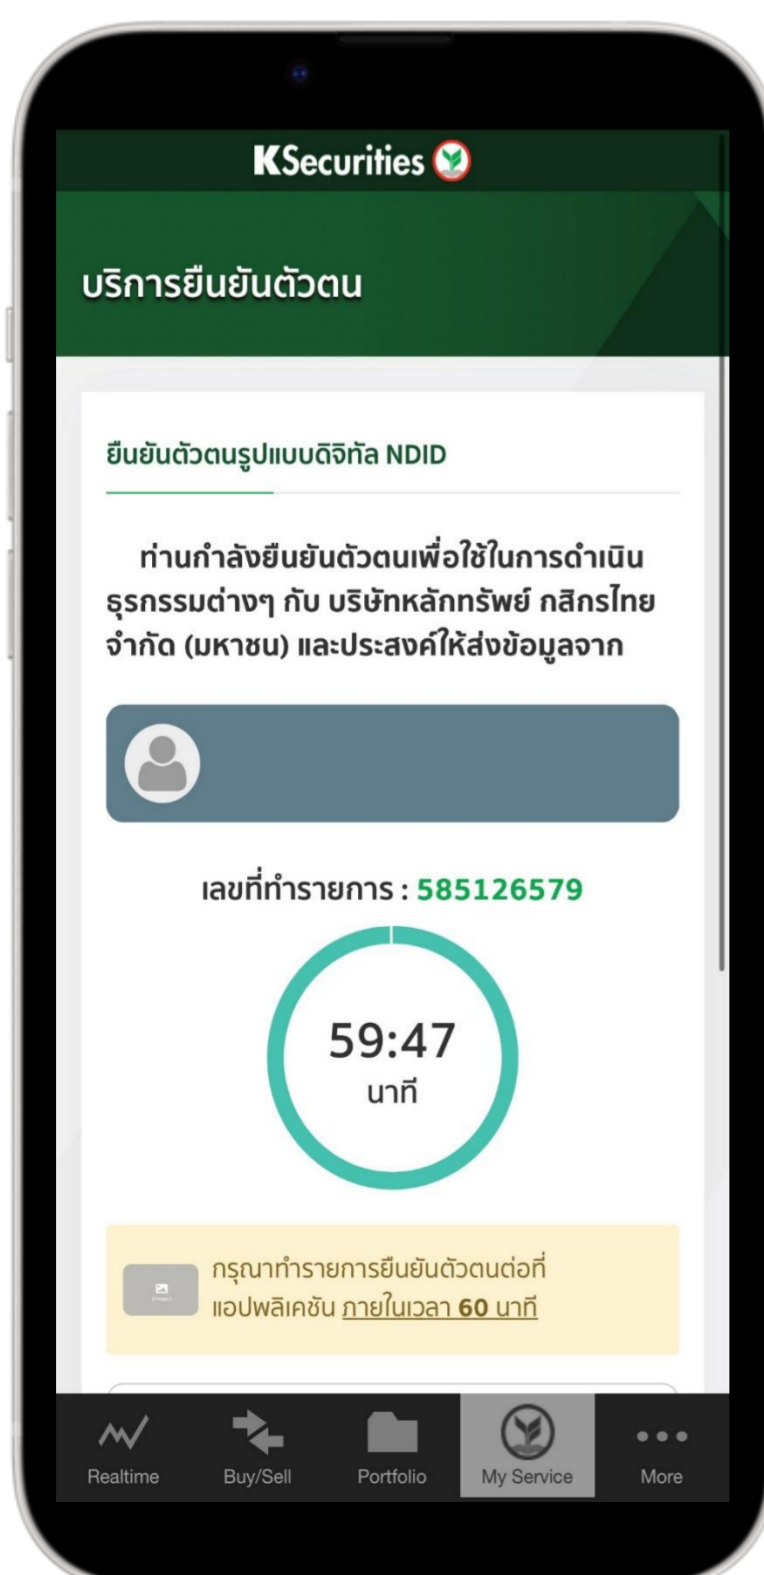 KSecurities
บริการยืนยันตัวตน
ยืนยันตัวตนรูปแบบดิจิทัล NDID
ท่านกำลังยืนยันตัวตนเพื่อใช้ในการดำเนิน
ธุรกรรมต่างๆ กับ บริษัทหลักทรัพย์ กสิกรไทย
จำกัด (มหาชน) และประสงค์ให้ส่งข้อมูลจาก
เลขที่ทำรายการ : 585126579
59:47
นาที
กรุณาทำรายการยืนยันตัวตนต่อที่
แอปพลิเคชัน ภายในเวลา 60 นาที
Realtime Buy/Sell Portfolio My Service More